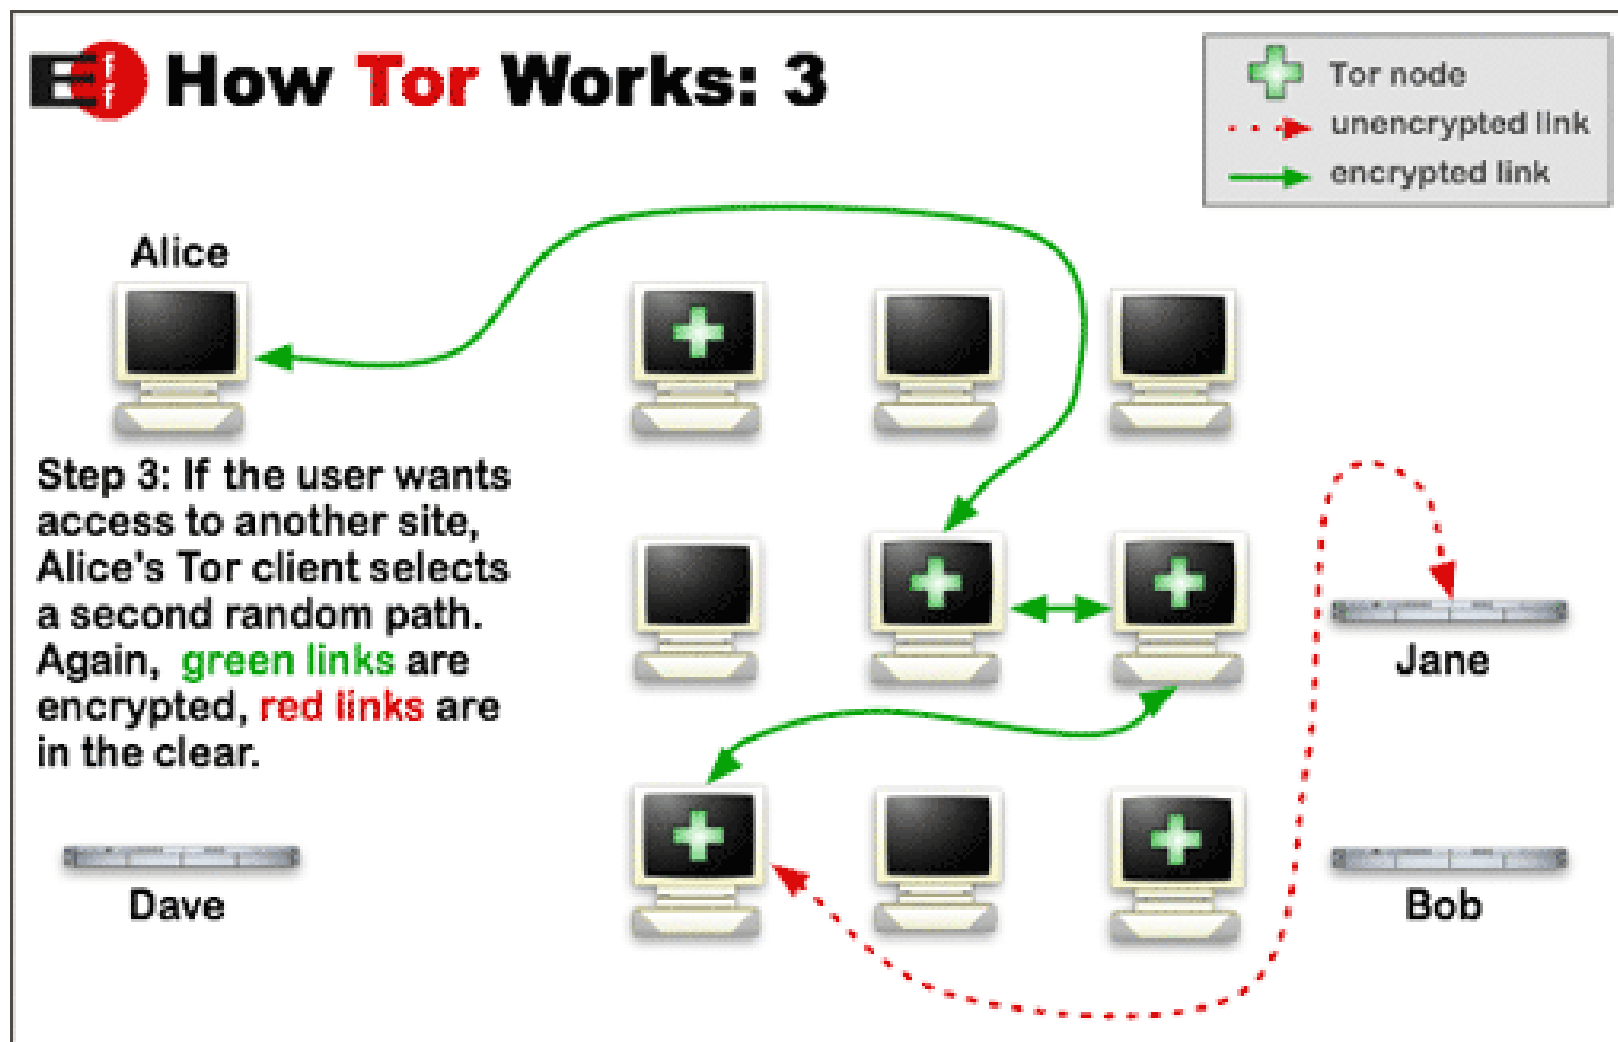 E f f How Tor Works: 3
Tor node
unencrypted link
encrypted link
Alice
Step 3: If the user wants
access to another site,
Alice's Tor client selects
a second random path.
Again, green links are
encrypted, red links are
in the clear.
Jane
Dave
Bob